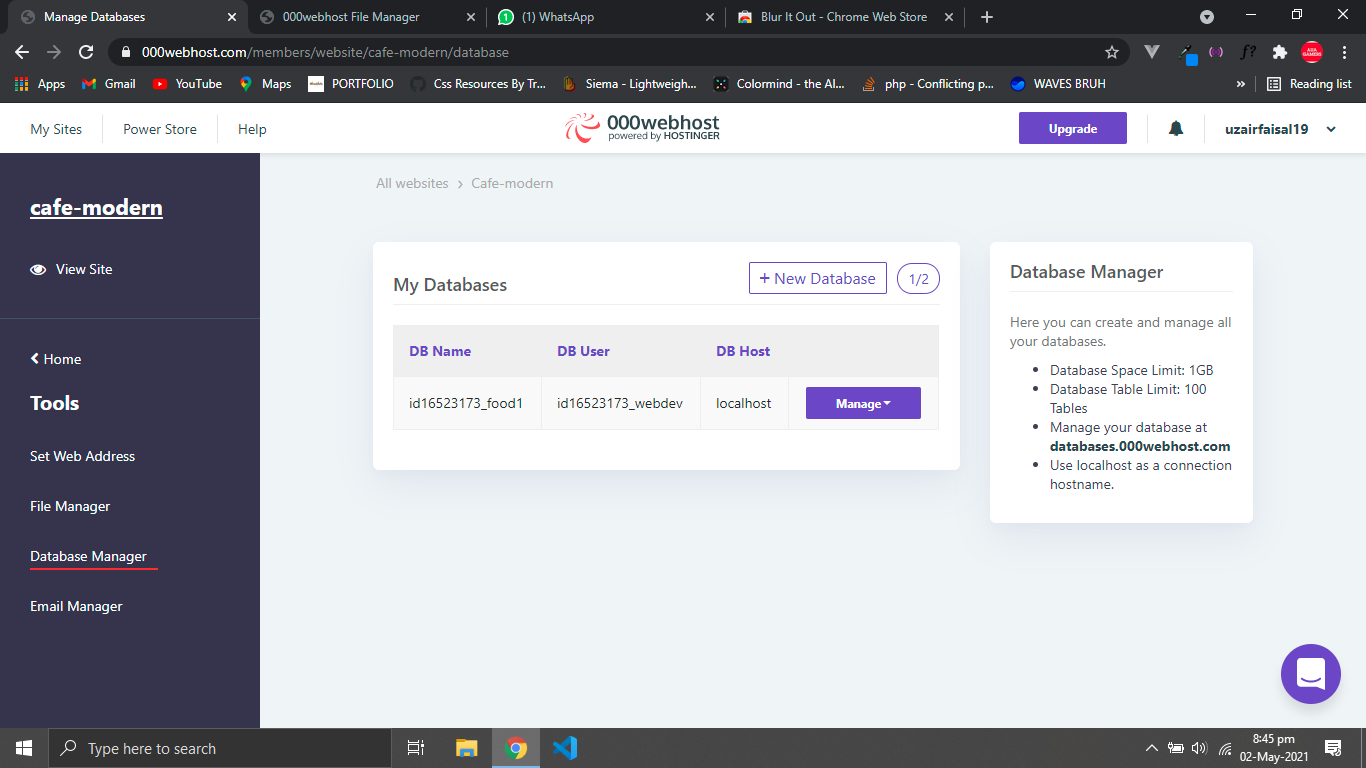 Manage Databases
000webhost File Manager
(1) WhatsApp
Blur It Out - Chrome Web Store
000webhost.com/members/website/cafe-modern/database
Apps
Gmail
YouTube
Maps
PORTFOLIO
Css Resources By Tr...
Siema - Lightweigh...
Colormind - the AI...
php - Conflicting p...
WAVES BRUH
»
Reading list
My Sites
Power Store
Help
000webhost
powered by HOSTINGER
Upgrade
uzairfaisal19
cafe-modern
View Site
Home
Tools
Set Web Address
File Manager
Database Manager
Email Manager
All websites › Cafe-modern
My Databases
+ New Database
1/2
DB Name DB User DB Host
id16523173_food1 id16523173_webdev localhost Manage
Database Manager
Here you can create and manage all
your databases.
• Database Space Limit: 1GB
• Database Table Limit: 100
Tables
• Manage your database at
databases.000webhost.com
• Use localhost as a connection
hostname.
Type here to search
8:45 pm
02-May-2021